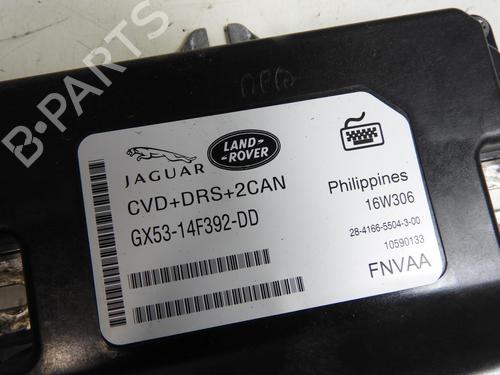 B-PARTS
JAGUAR
LAND-
-ROVER
CVD+DRS+2CAN
GX53-14F392-DD
Philippines
16W306
28-4166-5504-3-00
10590133
FNVAA